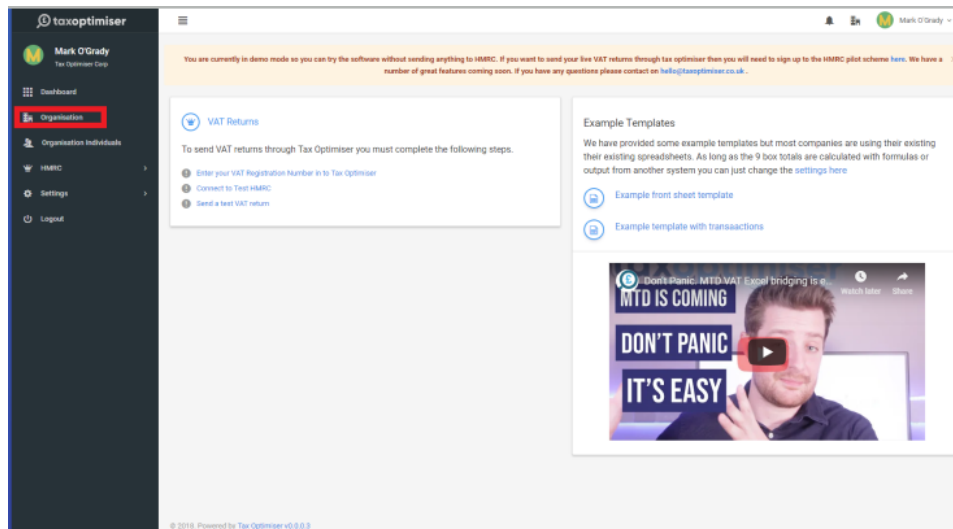 taxoptimiser
Mark O'Grady
Mark O'Grady
Tax Optimiser Corp
Dashboard
Organisation
Organisation Individuals
HMRC
Settings
Logout
You are currently in demo mode so you can try the software without sending anything to HMRC. If you want to send your live VAT returns through tax optimiser then you will need to sign up to the HMRC pilot scheme here. We have a
number of great features coming soon. If you have any questions please contact on hello@taxoptimiser.co.uk .
VAT Returns
To send VAT returns through Tax Optimiser you must complete the following steps.
Enter your VAT Registration Number in to Tax Optimiser
Connect to Test HMRC
Send a test VAT return
Example Templates
We have provided some example templates but most companies are using their existing
their existing spreadsheets. As long as the 9 box totals are calculated with formulas or
output from another system you can just change the settings here
Example front sheet template
Example template with transaactions
Don't Panic. MTD VAT Excel bridging is e...
Watch later
Share
MTD IS COMING
DON'T PANIC
IT'S EASY
© 2018. Powered by Tax Optimiser v0.0.0.3